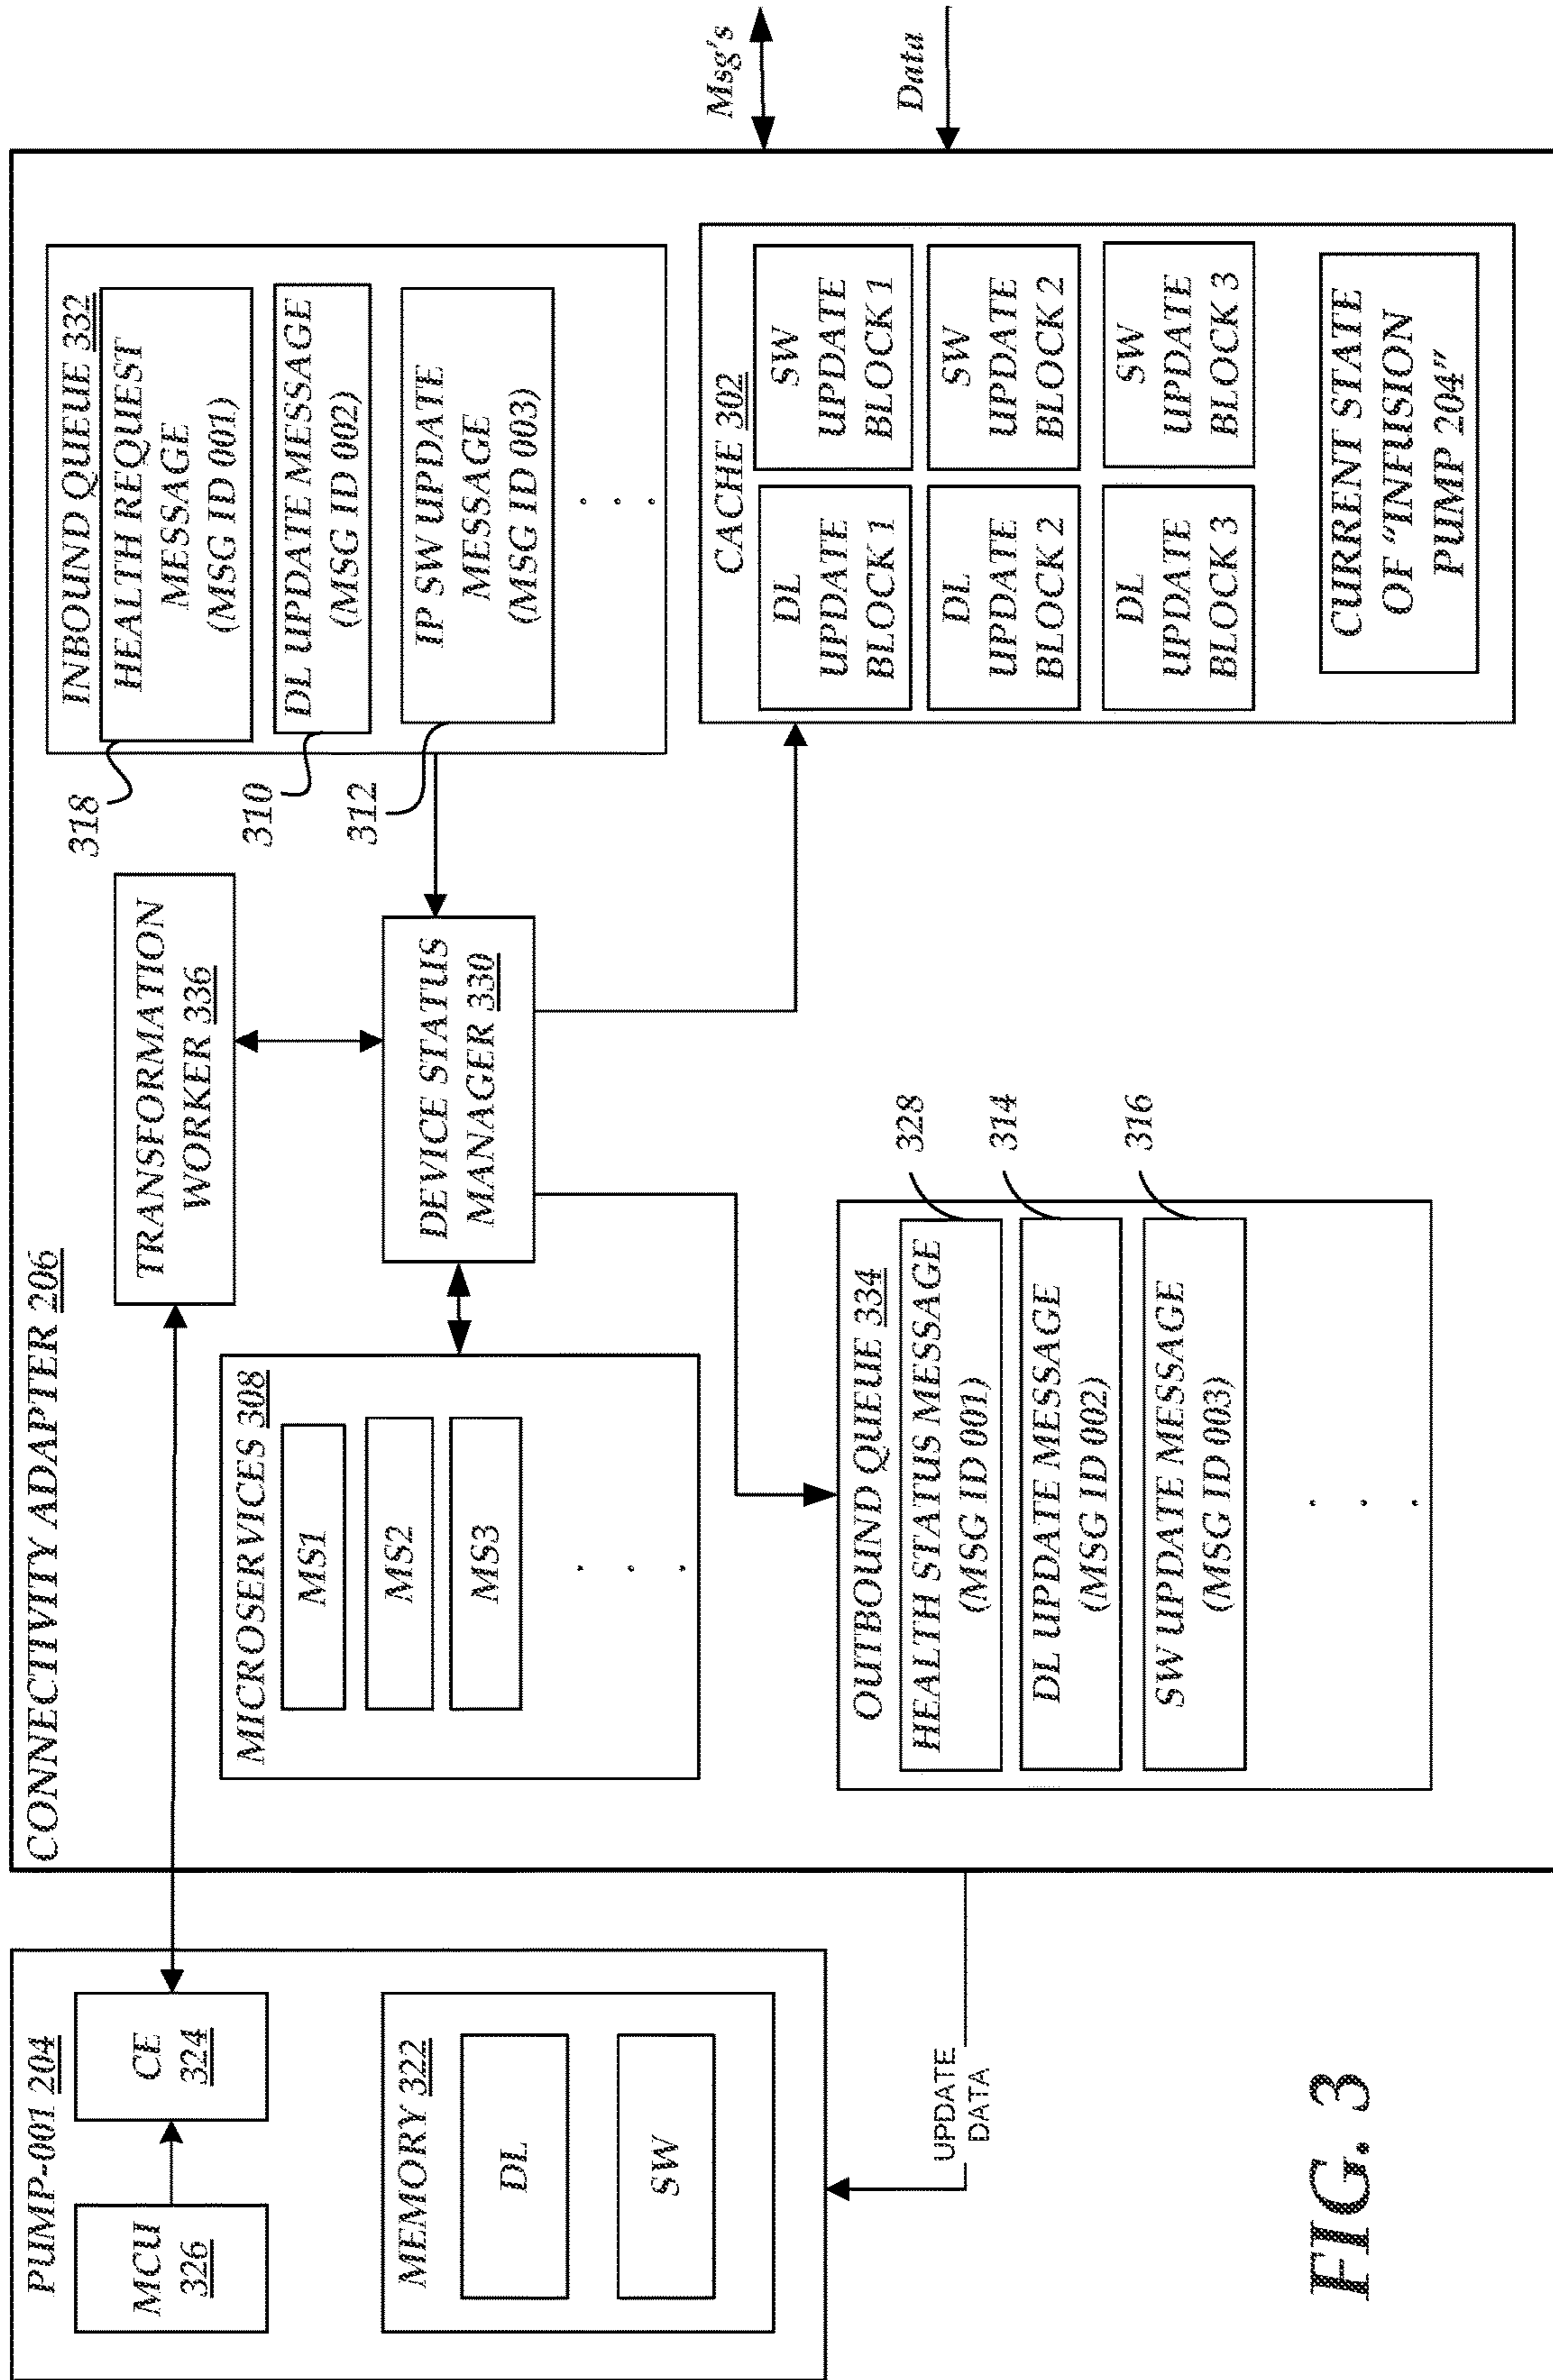 PUMP-001 204
MCU
326
CE
324
MEMORY 322
DL
SW
UPDATE
DATA
CONNECTIVITY ADAPTER 206
TRANSFORMATION
WORKER 336
MICROSERVICES 308
MS1
MS2
MS3
.
.
.
DEVICE STATUS
MANAGER 330
INBOUND QUEUE 332
HEALTH REQUEST
MESSAGE
(MSG ID 001)
DL UPDATE MESSAGE
(MSG ID 002)
IP SW UPDATE
MESSAGE
(MSG ID 003)
.
.
.
318
310
312
OUTBOUND QUEUE 334
HEALTH STATUS MESSAGE
(MSG ID 001)
DL UPDATE MESSAGE
(MSG ID 002)
SW UPDATE MESSAGE
(MSG ID 003)
.
.
.
328
314
316
CACHE 302
DL
UPDATE
BLOCK 1
SW
UPDATE
BLOCK 1
DL
UPDATE
BLOCK 2
SW
UPDATE
BLOCK 2
DL
UPDATE
BLOCK 3
SW
UPDATE
BLOCK 3
CURRENT STATE
OF "INFUSION
PUMP 204"
Msg's
Data
FIG. 3